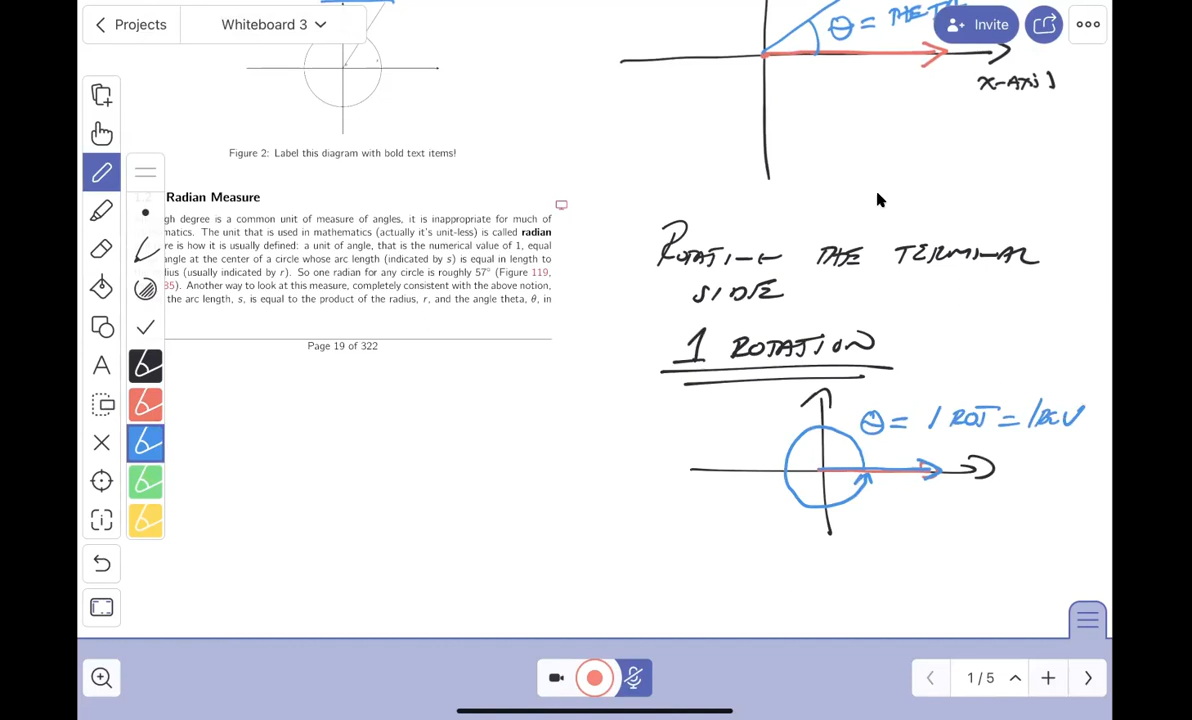 Projects
Whiteboard 3
Invite
θ = THETA
x-Axis
Figure 2: Label this diagram with bold text items!
Radian Measure
gh degree is a common unit of measure of angles, it is inappropriate for much of
matics. The unit that is used in mathematics (actually it's unit-less) is called radian
re is how it is usually defined: a unit of angle, that is the numerical value of 1, equal
angle at the center of a circle whose arc length (indicated by s) is equal in length to
lius (usually indicated by r). So one radian for any circle is roughly 57° (Figure 119,
85). Another way to look at this measure, completely consistent with the above notion,
the arc length, s, is equal to the product of the radius, r, and the angle theta, θ, in
Page 19 of 322
ROTATING THE TERMINAL
SIDE
1 ROTATION
θ = 1 ROT = 1 REV
A
1/5